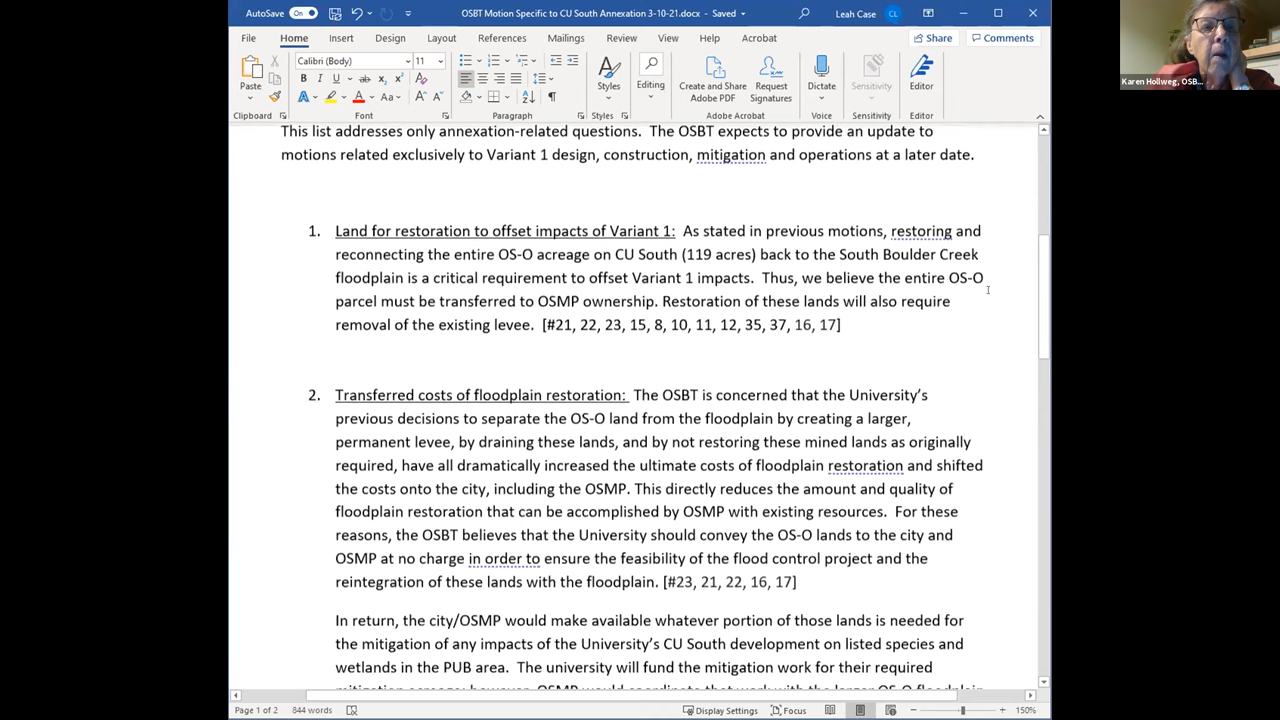 AutoSave On OSBT Motion Specific to CU South Annexation 3-10-21.docx - Saved Leah Case CL
File Home Insert Design Layout References Mailings Review View Help Acrobat Share Comments
Calibri (Body) 11
Paste Styles Editing Create and Share Adobe PDF Request Signatures Dictate Sensitivity Editor
Clipboard Font Paragraph Styles Adobe Acrobat Voice Sensitivity Editor
Karen Hollweg, OSB...
This list addresses only annexation-related questions. The OSBT expects to provide an update to
motions related exclusively to Variant 1 design, construction, mitigation and operations at a later date.
1. Land for restoration to offset impacts of Variant 1: As stated in previous motions, restoring and
reconnecting the entire OS-O acreage on CU South (119 acres) back to the South Boulder Creek
floodplain is a critical requirement to offset Variant 1 impacts. Thus, we believe the entire OS-O
parcel must be transferred to OSMP ownership. Restoration of these lands will also require
removal of the existing levee. [#21, 22, 23, 15, 8, 10, 11, 12, 35, 37, 16, 17]
2. Transferred costs of floodplain restoration: The OSBT is concerned that the University's
previous decisions to separate the OS-O land from the floodplain by creating a larger,
permanent levee, by draining these lands, and by not restoring these mined lands as originally
required, have all dramatically increased the ultimate costs of floodplain restoration and shifted
the costs onto the city, including the OSMP. This directly reduces the amount and quality of
floodplain restoration that can be accomplished by OSMP with existing resources. For these
reasons, the OSBT believes that the University should convey the OS-O lands to the city and
OSMP at no charge in order to ensure the feasibility of the flood control project and the
reintegration of these lands with the floodplain. [#23, 21, 22, 16, 17]
In return, the city/OSMP would make available whatever portion of those lands is needed for
the mitigation of any impacts of the University's CU South development on listed species and
wetlands in the PUB area. The university will fund the mitigation work for their required
Page 1 of 2 844 words Display Settings Focus 150%